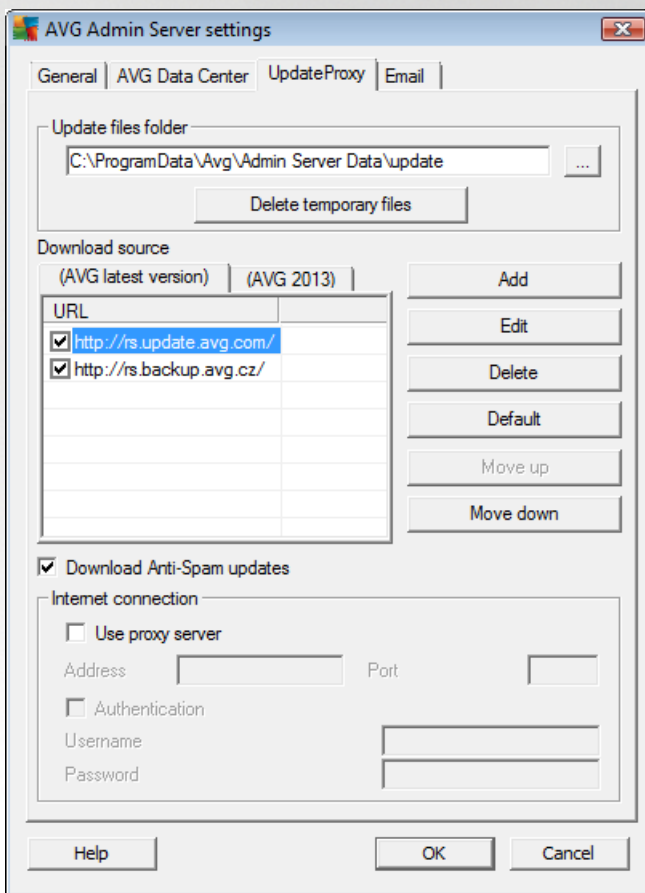 AVG Admin Server settings
General AVG Data Center UpdateProxy Email
Update files folder
C:\ProgramData\Avg\Admin Server Data\update ...
Delete temporary files
Download source
(AVG latest version) (AVG 2013)
URL
http://rs.update.avg.com/
http://rs.backup.avg.cz/
Add
Edit
Delete
Default
Move up
Move down
Download Anti-Spam updates
Internet connection
Use proxy server
Address Port
Authentication
Username
Password
Help OK Cancel